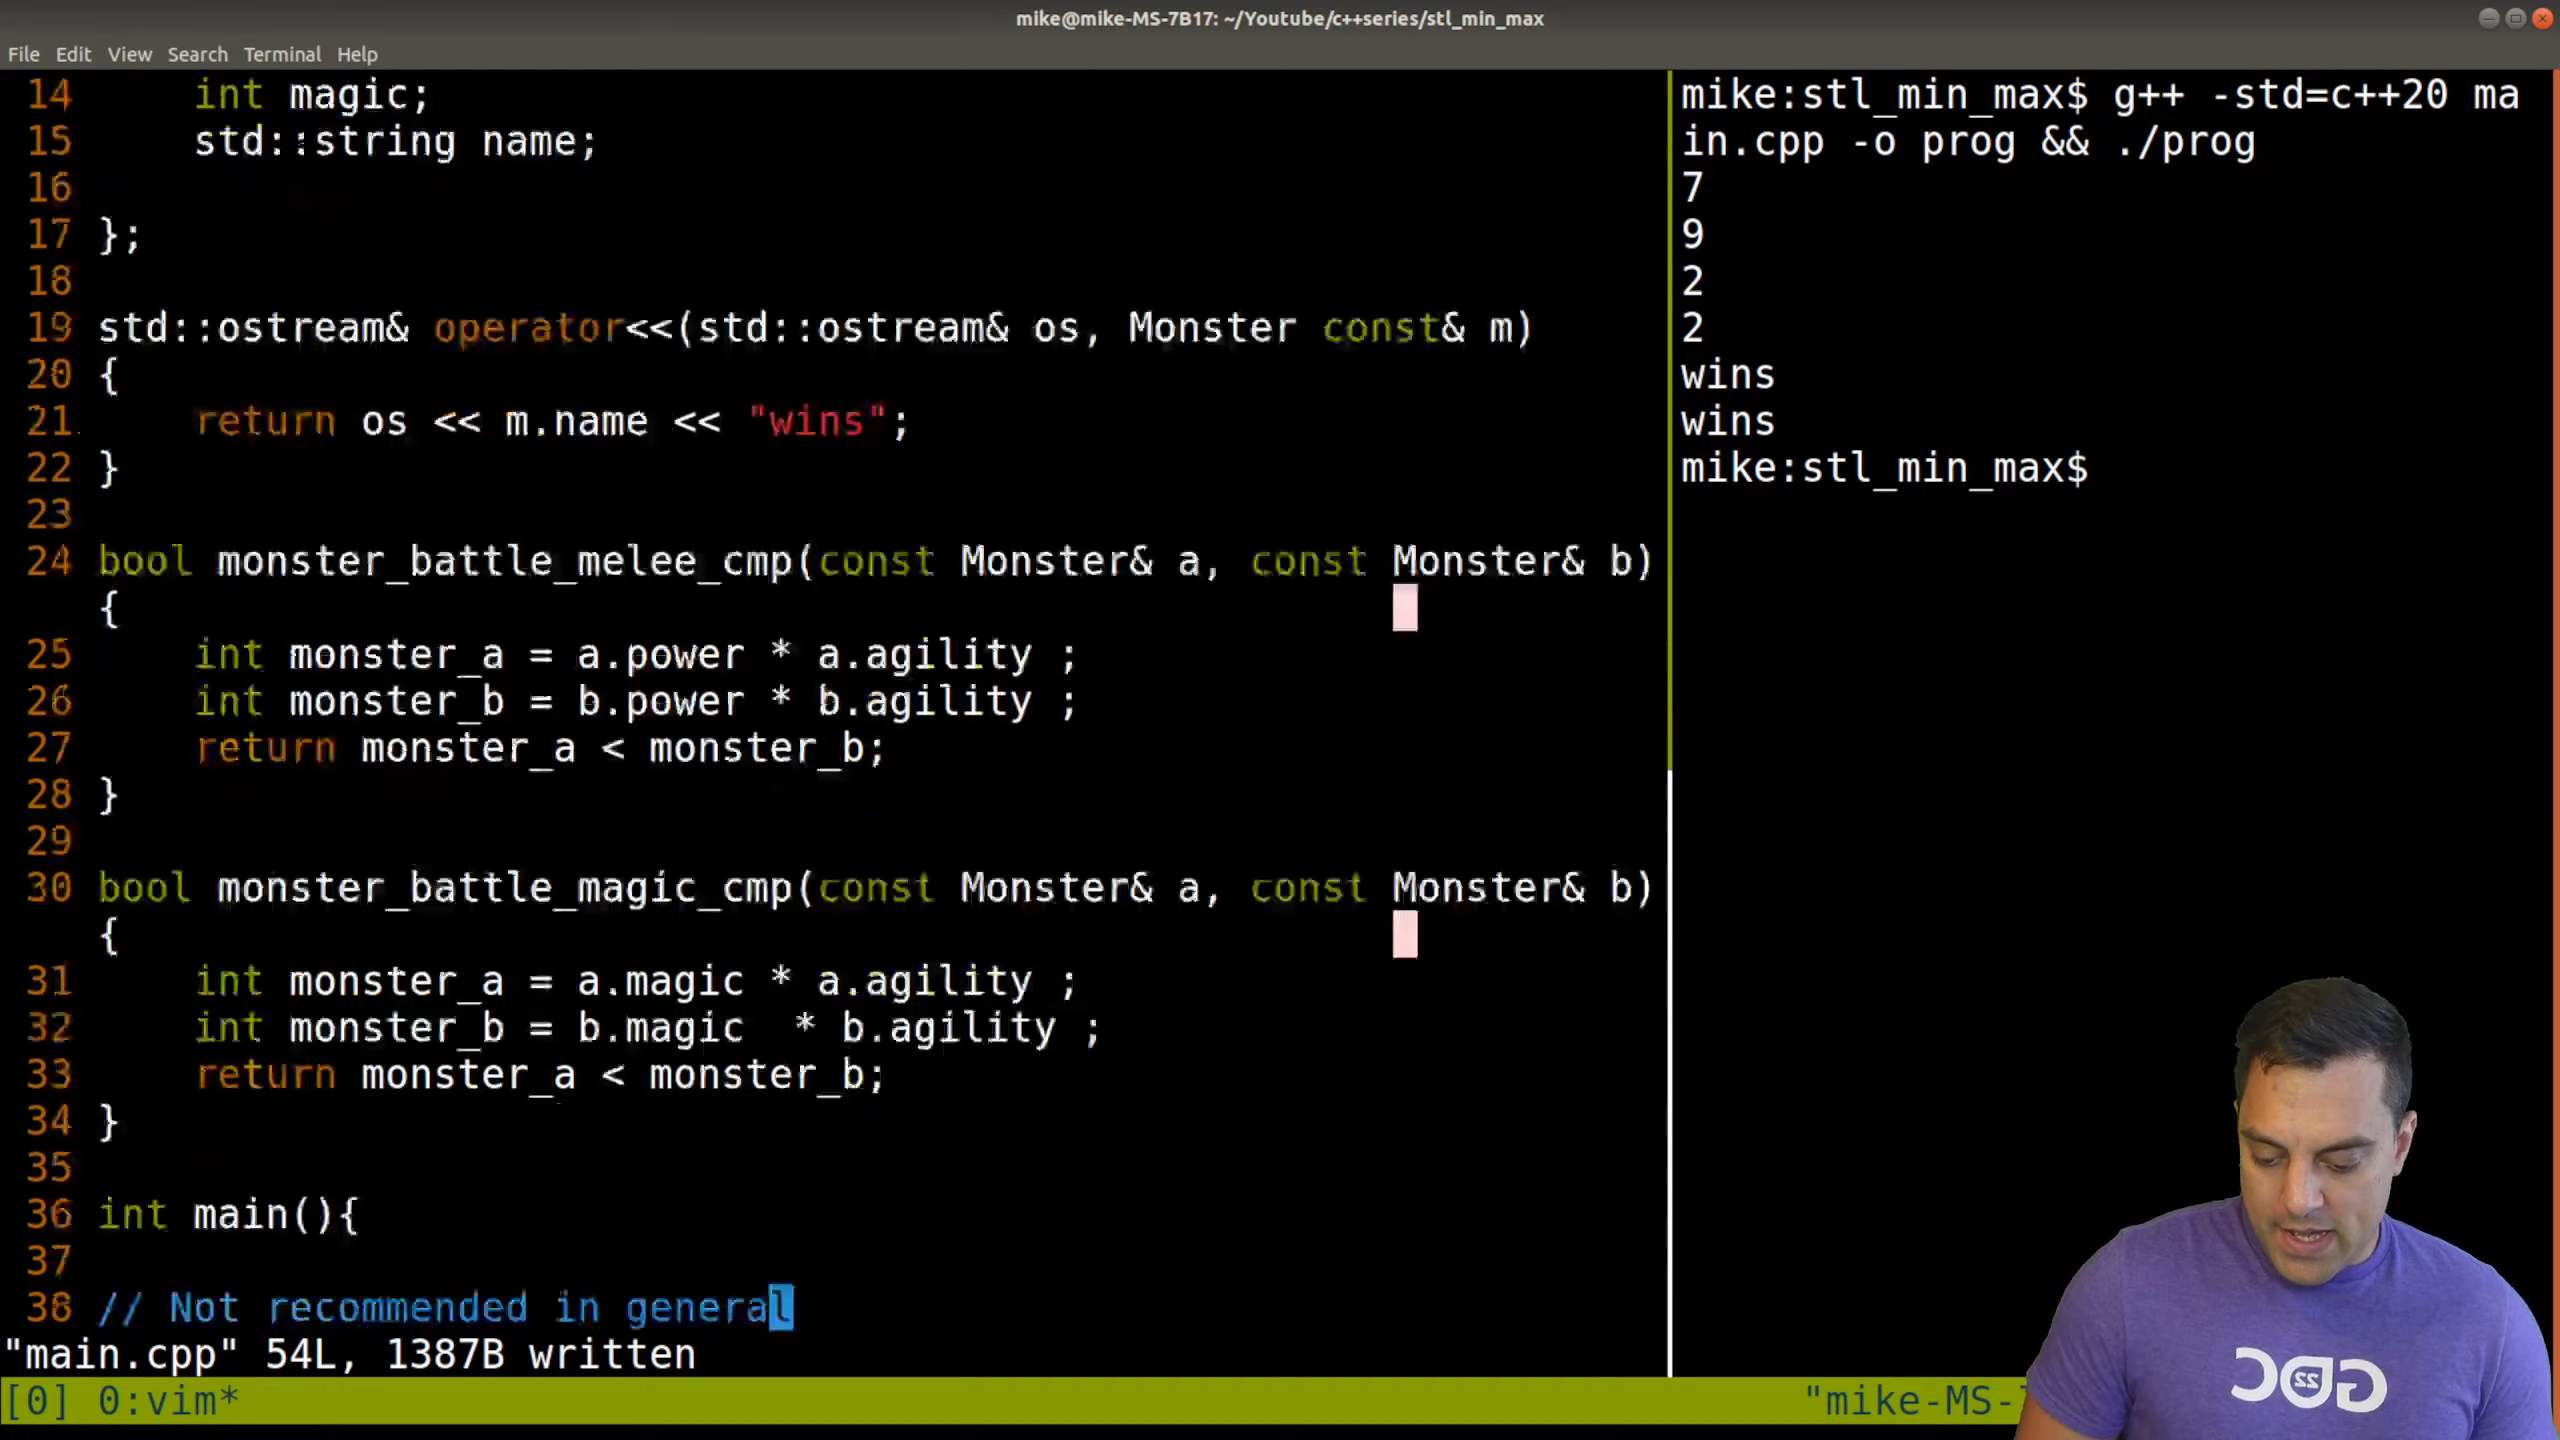 mike@mike-MS-7B17: ~/Youtube/c++series/stl_min_max
File Edit View Search Terminal Help
14 int magic;
15 std::string name;
16
17 };
18
19 std::ostream& operator<<(std::ostream& os, Monster const& m)
20 {
21 return os << m.name << "wins";
22 }
23
24 bool monster_battle_melee_cmp(const Monster& a, const Monster& b)
{
25 int monster_a = a.power * a.agility ;
26 int monster_b = b.power * b.agility ;
27 return monster_a < monster_b;
28 }
29
30 bool monster_battle_magic_cmp(const Monster& a, const Monster& b)
{
31 int monster_a = a.magic * a.agility ;
32 int monster_b = b.magic  * b.agility ;
33 return monster_a < monster_b;
34 }
35
36 int main(){
37
38 // Not recommended in general
"main.cpp" 54L, 1387B written
mike:stl_min_max$ g++ -std=c++20 ma
in.cpp -o prog && ./prog
7
9
2
2
wins
wins
mike:stl_min_max$
[0] 0:vim*
"mike-MS-
GDC
22